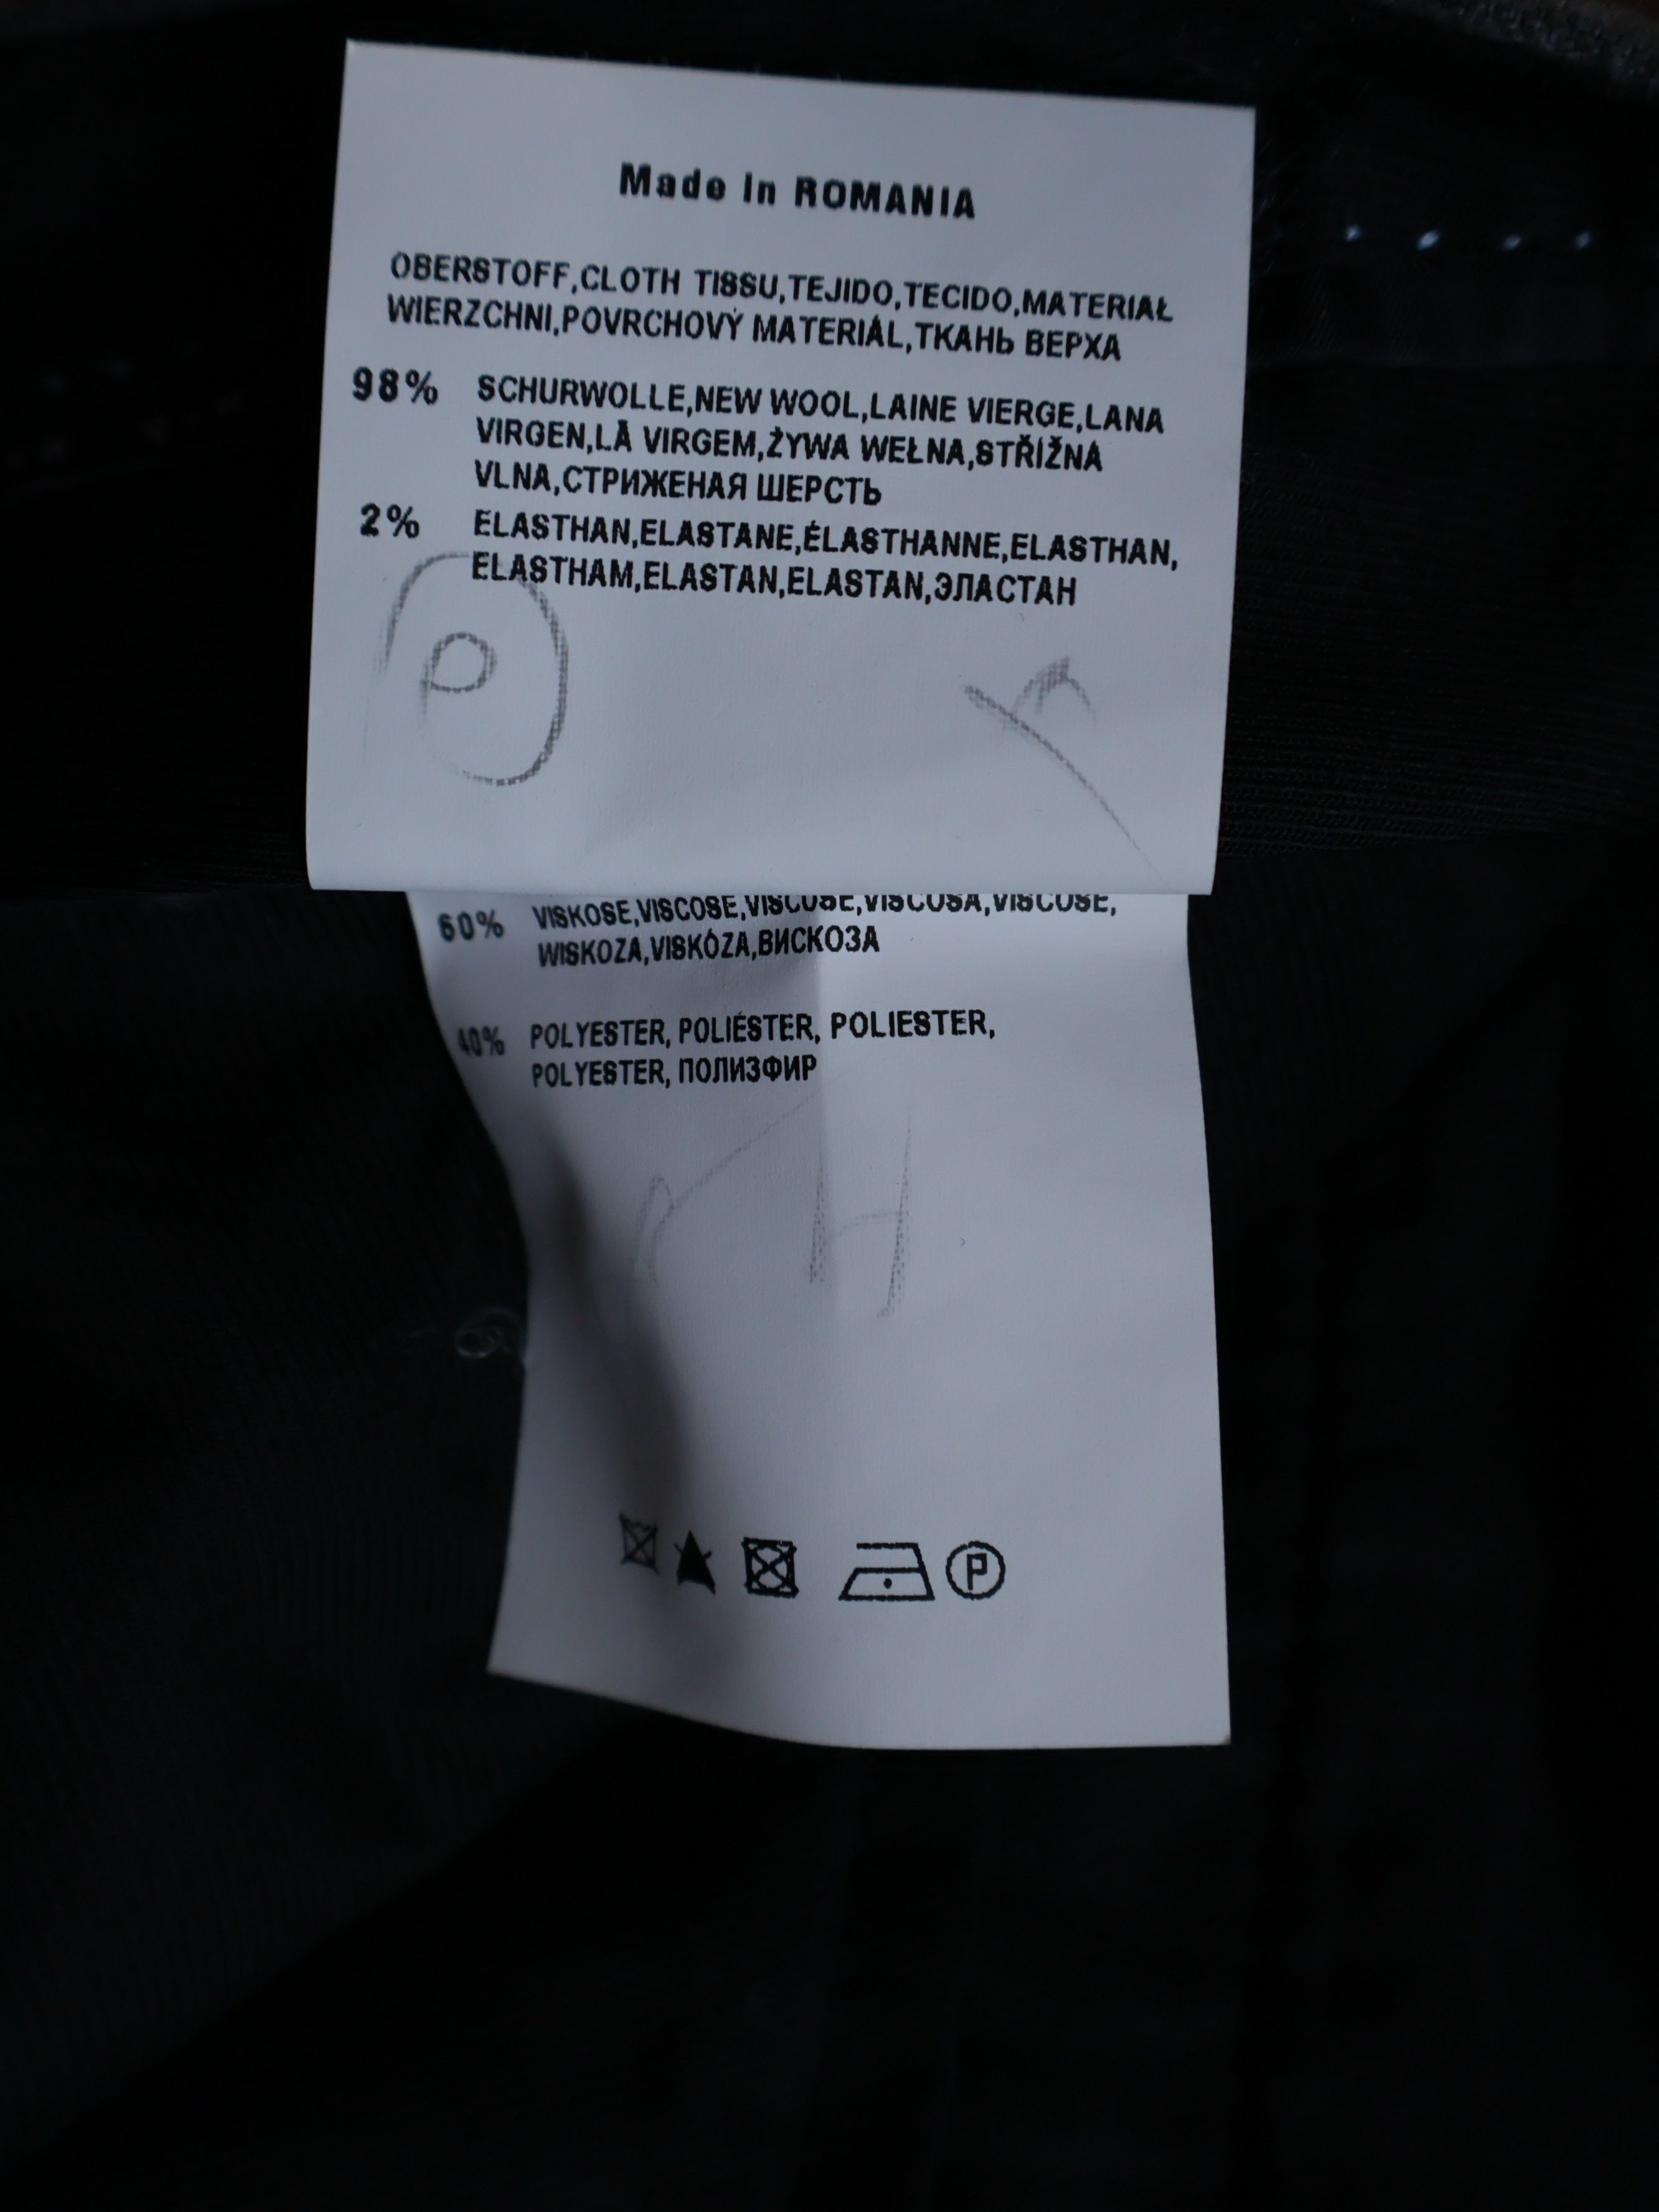 Made In ROMANIA
OBERSTOFF,CLOTH TISSU,TEJIDO,TECIDO,MATERIAŁ
WIERZCHNI,POVRCHOVÝ MATERIÁL,ТКАНЬ ВЕРХА
98% SCHURWOLLE,NEW WOOL,LAINE VIERGE,LANA
VIRGEN,LÃ VIRGEM,ŻYWA WEŁNA,STŘÍŽNÁ
VLNA,СТРИЖЕНАЯ ШЕРСТЬ
2% ELASTHAN,ELASTANE,ÉLASTHANNE,ELASTHAN,
ELASTHAM,ELASTAN,ELASTAN,ЭЛАСТАН
P
60% VISKOSE,VISCOSE,VISCOSE,VISCOSA,VISCOSE,
WISKOZA,VISKÓZA,ВИСКОЗА
40% POLYESTER, POLIÉSTER, POLIESTER,
POLYESTER, ПОЛИЗФИР
H
P